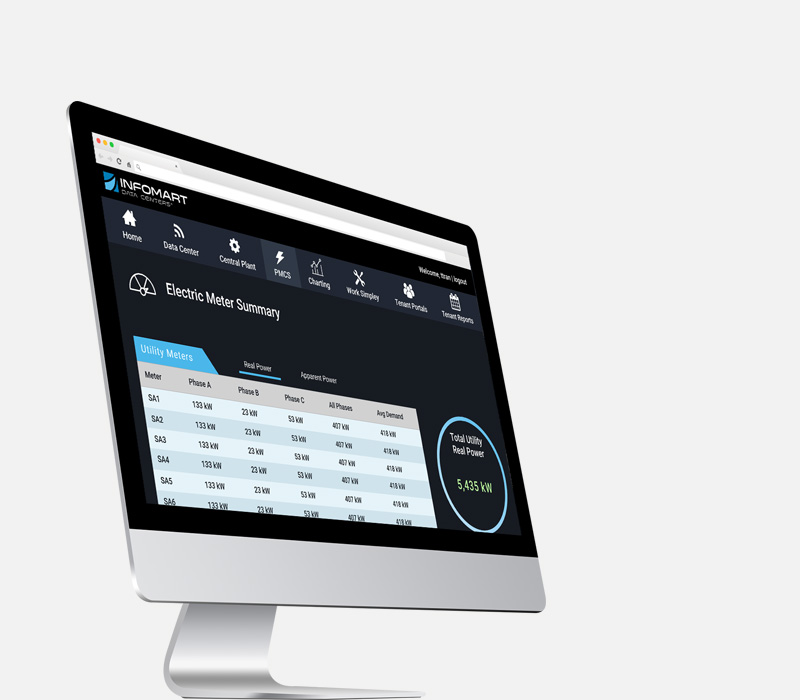 INFOMART
DATA CENTERS
Welcome, ttran | logout
Home
Data Center
Central Plant
PMCS
Charting
Work Simpley
Tenant Portals
Tenant Reports
Electric Meter Summary
Utility Meters
Real Power
Apparent Power
Meter Phase A Phase B Phase C All Phases Avg Demand
SA1 133 kW 23 kW 53 kW 407 kW 418 kW
SA2 133 kW 23 kW 53 kW 407 kW 418 kW
SA3 133 kW 23 kW 53 kW 407 kW 418 kW
SA4 133 kW 23 kW 53 kW 407 kW 418 kW
SA5 133 kW 23 kW 53 kW 407 kW 418 kW
SA6 133 kW 23 kW 53 kW 407 kW 418 kW
Total Utility
Real Power
5,435 kW